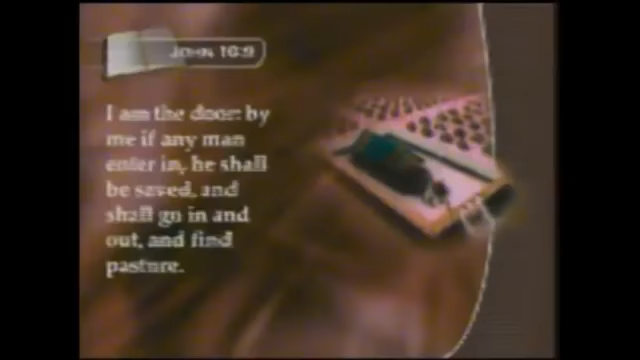 John 10:9
I am the door: by
me if any man
enter in, he shall
be saved, and
shall go in and
out, and find
pasture.